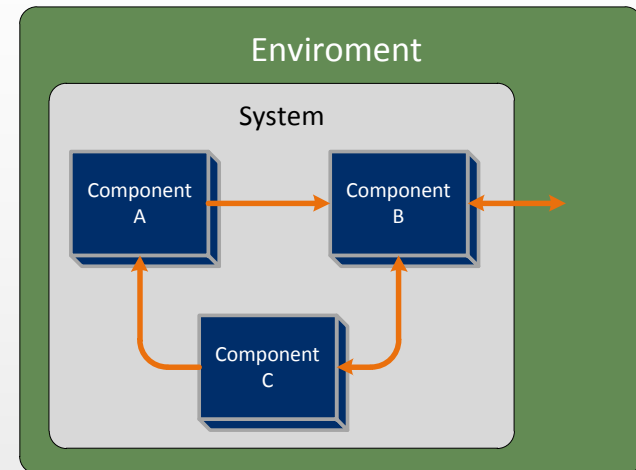 Enviroment
System
Component
A
Component
B
Component
C